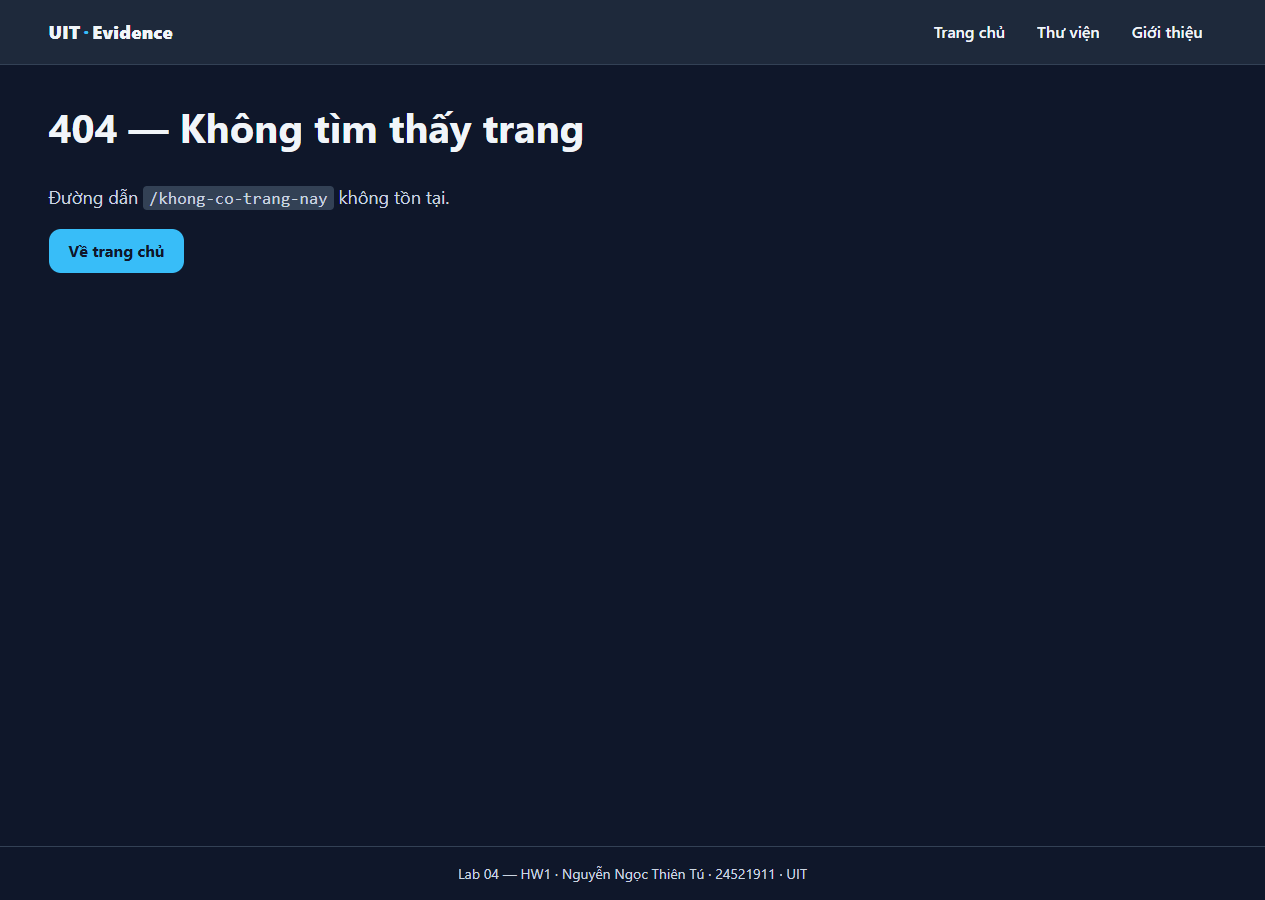 UIT · Evidence
Trang chủ Thư viện Giới thiệu
404 — Không tìm thấy trang
Đường dẫn /khong-co-trang-nay không tồn tại.
Về trang chủ
Lab 04 — HW1 · Nguyễn Ngọc Thiên Tú · 24521911 · UIT